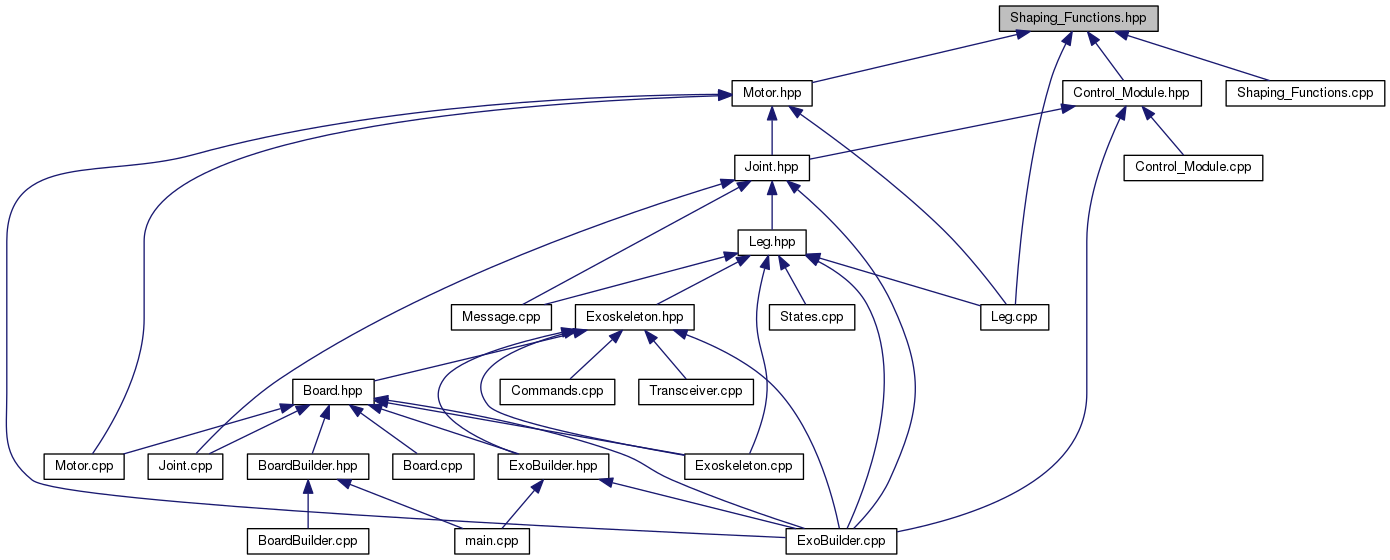 Shaping_Functions.hpp
Motor.hpp
Control_Module.hpp
Shaping_Functions.cpp
Joint.hpp
Control_Module.cpp
Leg.hpp
Message.cpp
Exoskeleton.hpp
States.cpp
Leg.cpp
Board.hpp
Commands.cpp
Transceiver.cpp
Motor.cpp
Joint.cpp
BoardBuilder.hpp
Board.cpp
ExoBuilder.hpp
Exoskeleton.cpp
BoardBuilder.cpp
main.cpp
ExoBuilder.cpp